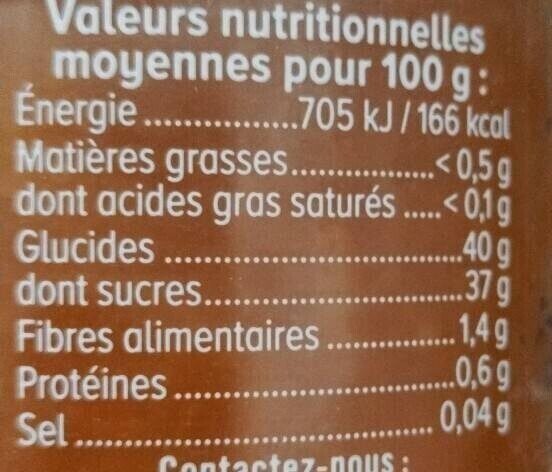 Valeurs nutritionnelles
moyennes pour 100 g :
Énergie ..................705 kJ / 166 kcal
Matières grasses..................< 0,5 g
dont acides gras saturés .....< 0,1 g
Glucides ..................................40 g
dont sucres..............................37 g
Fibres alimentaires ...............1,4 g
Protéines ................................0,6 g
Sel ......................................... 0,04 g
Contactez-nous :